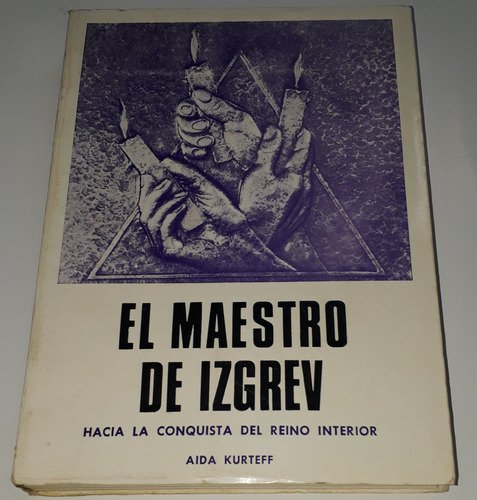 EL MAESTRO
DE IZGREV
HACIA LA CONQUISTA DEL REINO INTERIOR
AIDA KURTEFF